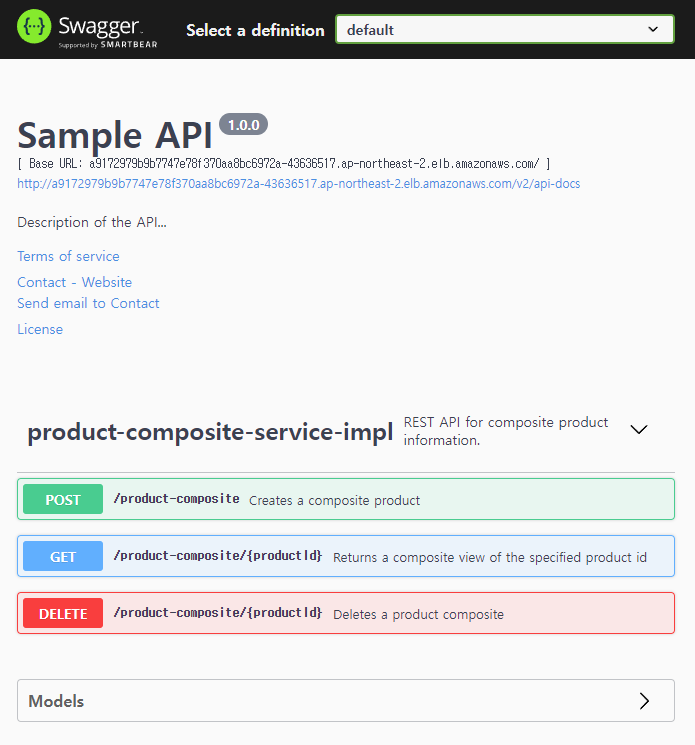 Swagger.
Supported by SMARTBEAR
Select a definition
default
Sample API 1.0.0
[ Base URL: a9172979b9b7747e78f370aa8bc6972a-43636517.ap-northeast-2.elb.amazonaws.com/ ]
http://a9172979b9b7747e78f370aa8bc6972a-43636517.ap-northeast-2.elb.amazonaws.com/v2/api-docs
Description of the API...
Terms of service
Contact - Website
Send email to Contact
License
product-composite-service-impl
REST API for composite product
information.
POST /product-composite Creates a composite product
GET /product-composite/{productId} Returns a composite view of the specified product id
DELETE /product-composite/{productId} Deletes a product composite
Models